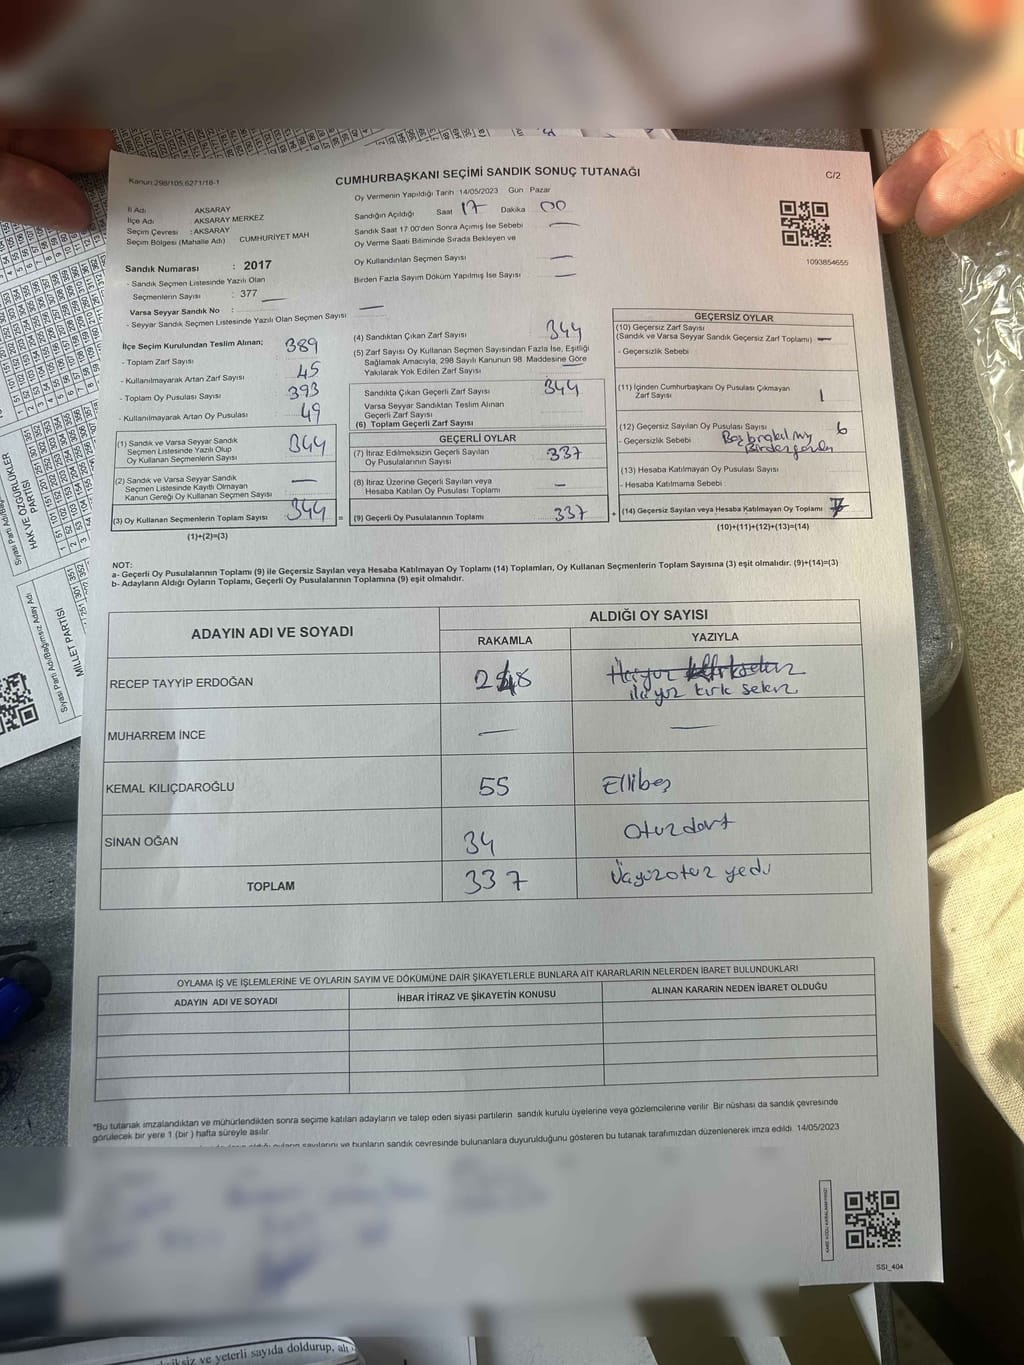 Kanun:298/105,6271/18-1
CUMHURBAŞKANI SEÇİMİ SANDIK SONUÇ TUTANAĞI
C/2
İl Adı : AKSARAY
İlçe Adı : AKSARAY MERKEZ
Seçim Çevresi : AKSARAY
Seçim Bölgesi (Mahalle Adı) CUMHURİYET MAH
Sandık Numarası : 2017
- Sandık Seçmen Listesinde Yazılı Olan
Seçmenlerin Sayısı : 377
Varsa Seyyar Sandık No : —
- Seyyar Sandık Seçmen Listesinde Yazılı Olan Seçmen Sayısı
Oy Vermenin Yapıldığı Tarih 14/05/2023 Gün Pazar
Sandığın Açıldığı Saat 17 Dakika 00
Sandık Saat 17:00'den Sonra Açımış İse Sebebi —
Oy Verme Saati Bitiminde Sırada Bekleyen ve
Oy Kullandırılan Seçmen Sayısı —
Birden Fazla Sayım Döküm Yapılmış İse Sayısı —
1093854655
İlçe Seçim Kurulundan Teslim Alınan;
- Toplam Zarf Sayısı 389
- Kullanılmayarak Artan Zarf Sayısı 45
- Toplam Oy Pusulası Sayısı 393
- Kullanılmayarak Artan Oy Pusulası 49
(1) Sandık ve Varsa Seyyar Sandık
Seçmen Listesinde Yazılı Olup
Oy Kullanan Seçmenlerin Sayısı 344
(2) Sandık ve Varsa Seyyar Sandık
Seçmen Listesinde Kayıtlı Olmayan
Kanun Gereği Oy Kullanan Seçmen Sayısı —
(3) Oy Kullanan Seçmenlerin Toplam Sayısı 344 =
(1)+(2)=(3)
(4) Sandıktan Çıkan Zarf Sayısı 344
(5) Zarf Sayısı Oy Kullanan Seçmen Sayısından Fazla İse, Eşitliği
Sağlamak Amacıyla, 298 Sayılı Kanunun 98. Maddesine Göre
Yakılarak Yok Edilen Zarf Sayısı —
Sandıkta Çıkan Geçerli Zarf Sayısı 344
Varsa Seyyar Sandıktan Teslim Alınan
Geçerli Zarf Sayısı
(6) Toplam Geçerli Zarf Sayısı
GEÇERLİ OYLAR
(7) İtiraz Edilmeksizin Geçerli Sayılan
Oy Pusulalarının Sayısı 337
(8) İtiraz Üzerine Geçerli Sayılan veya
Hesaba Katılan Oy Pusulası Toplamı —
(9) Geçerli Oy Pusulalarının Toplamı 337 +
GEÇERSİZ OYLAR
(10) Geçersiz Zarf Sayısı
(Sandık ve Varsa Seyyar Sandık Geçersiz Zarf Toplamı) —
- Geçersizlik Sebebi :
(11) İçinden Cumhurbaşkanı Oy Pusulası Çıkmayan
Zarf Sayısı 1
(12) Geçersiz Sayılan Oy Pusulası Sayısı 6
- Geçersizlik Sebebi :
(13) Hesaba Katılmayan Oy Pusulası Sayısı
- Hesaba Katılmama Sebebi :
(14) Geçersiz Sayılan veya Hesaba Katılmayan Oy Toplamı 7
(10)+(11)+(12)+(13)=(14)
NOT:
a- Geçerli Oy Pusulalarının Toplamı (9) ile Geçersiz Sayılan veya Hesaba Katılmayan Oy Toplamı (14) Toplamları, Oy Kullanan Seçmenlerin Toplam Sayısına (3) eşit olmalıdır. (9)+(14)=(3)
b- Adayların Aldığı Oyların Toplamı, Geçerli Oy Pusulalarının Toplamına (9) eşit olmalıdır.
ADAYIN ADI VE SOYADI
ALDIĞI OY SAYISI
RAKAMLA YAZIYLA
RECEP TAYYİP ERDOĞAN 248
ikiyüz kırk sekiz
MUHARREM İNCE — —
KEMAL KILIÇDAROĞLU 55 Ellibeş
SİNAN OĞAN 34 Otuzdört
TOPLAM 337 Üçyüzotuz yedi
OYLAMA İŞ VE İŞLEMLERİNE VE OYLARIN SAYIM VE DÖKÜMÜNE DAİR ŞİKAYETLERLE BUNLARA AİT KARARLARIN NELERDEN İBARET BULUNDUKLARI
ADAYIN ADI VE SOYADI İHBAR İTİRAZ VE ŞİKAYETİN KONUSU ALINAN KARARIN NEDEN İBARET OLDUĞU
*Bu tutanak imzalandıktan ve mühürlendikten sonra seçime katılan adayların ve talep eden siyasi partilerin sandık kurulu üyelerine veya gözlemcilerine verilir. Bir nüshası da sandık çevresinde
görülecek bir yere 1 (bir ) hafta süreyle asılır.
bunların sandık çevresinde bulunanlara duyurulduğunu gösteren bu tutanak tarafımızdan düzenlenerek imza edildi. 14/05/2023
SSI_404
HAK VE ÖZGÜRLÜKLER
PARTİSİ
Siyasi Parti Adı/Bağımsız Aday Adı
MİLLET PARTİSİ
ve yeterli sayıda doldurup, alt